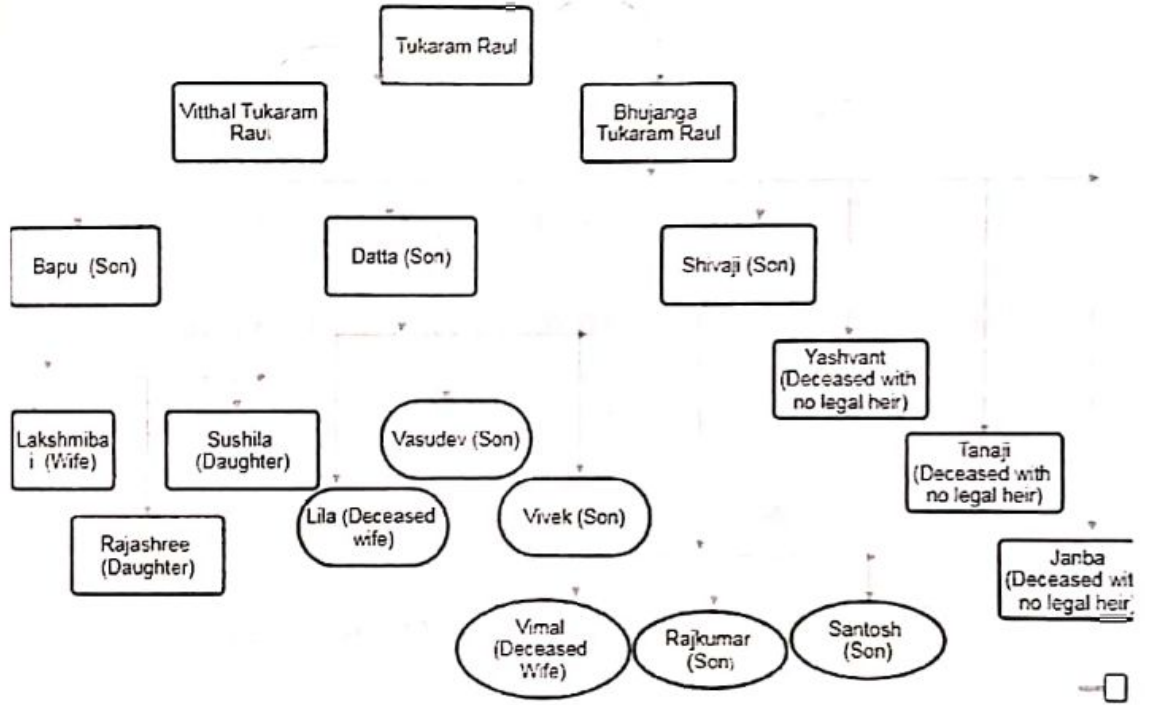 Tukaram Raul
Vitthal Tukaram
Raul
Bhujanga
Tukaram Raul
Bapu (Son)
Datta (Son)
Shivaji (Son)
Yashvant
(Deceased with
no legal heir)
Lakshmiba
i (Wife)
Sushila
(Daughter)
Vasudev (Son)
Tanaji
(Deceased with
no legal heir)
Lila (Deceased
wife)
Vivek (Son)
Rajashree
(Daughter)
Janba
(Deceased wit
no legal heir)
Vimal
(Deceased
Wife)
Rajkumar
(Son)
Santosh
(Son)